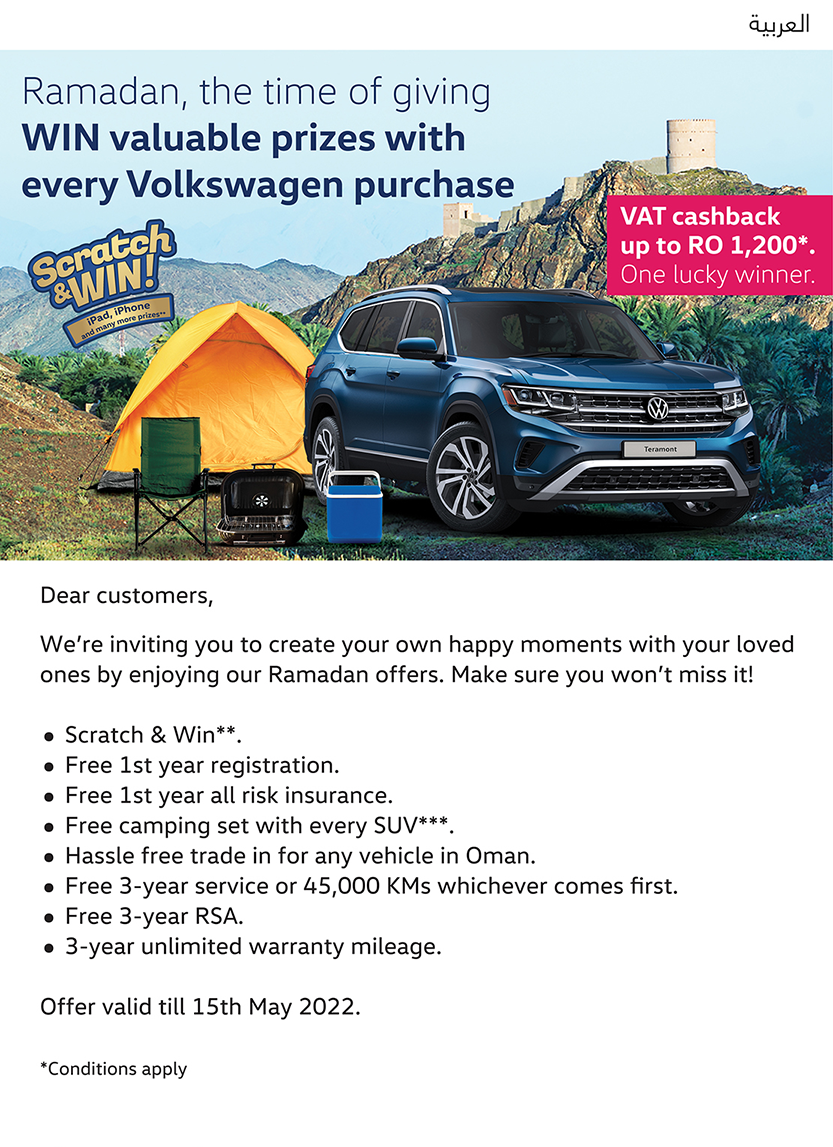 العربية
Ramadan, the time of giving
WIN valuable prizes with
every Volkswagen purchase
VAT cashback
up to RO 1,200*.
One lucky winner.
Scratch
&WIN!
iPad, iPhone
and many more prizes**
Teramont
Dear customers,
We’re inviting you to create your own happy moments with your loved
ones by enjoying our Ramadan offers. Make sure you won’t miss it!
• Scratch & Win**.
• Free 1st year registration.
• Free 1st year all risk insurance.
• Free camping set with every SUV***.
• Hassle free trade in for any vehicle in Oman.
• Free 3-year service or 45,000 KMs whichever comes first.
• Free 3-year RSA.
• 3-year unlimited warranty mileage.
Offer valid till 15th May 2022.
*Conditions apply